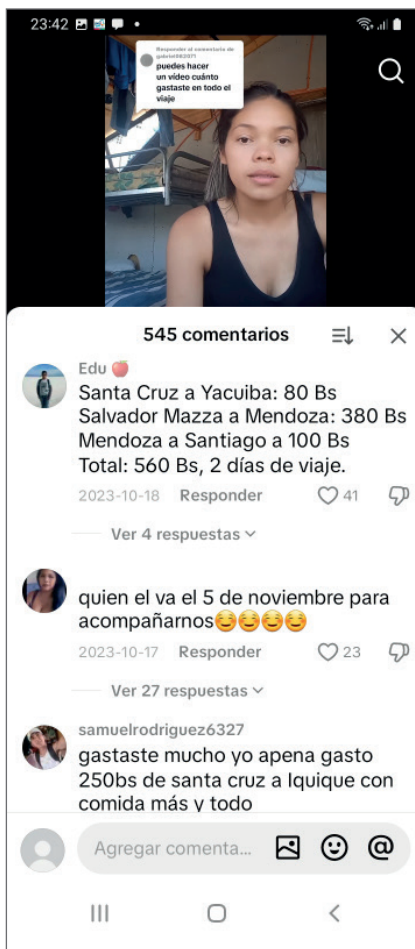 23:42
Responder al comentario de
puedes hacer
un vídeo cuánto
gastaste en todo el
viaje
545 comentarios
Edu
Santa Cruz a Yacuiba: 80 Bs
Salvador Mazza a Mendoza: 380 Bs
Mendoza a Santiago a 100 Bs
Total: 560 Bs, 2 días de viaje.
2023-10-18 Responder 41
Ver 4 respuestas
quien el va el 5 de noviembre para
acompañarnos☺️☺️☺️☺️
2023-10-17 Responder 23
Ver 27 respuestas
samuelrodriguez6327
gastaste mucho yo apena gasto
250bs de santa cruz a Iquique con
comida más y todo
Agregar comenta...